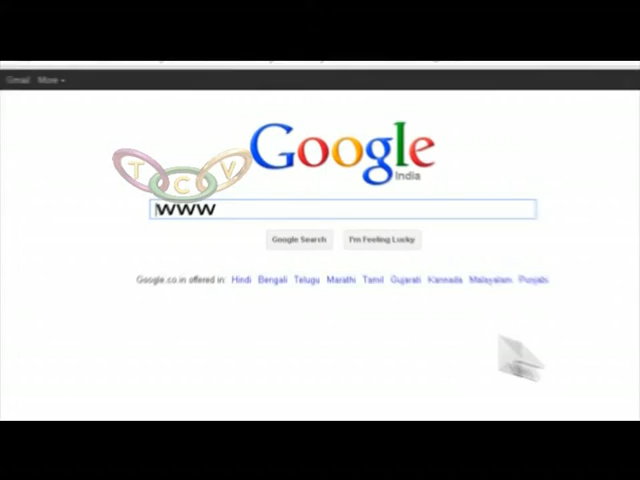 Gmail More
Google
India
T C V
www
Google Search I'm Feeling Lucky
Google.co.in offered in: Hindi Bengali Telugu Marathi Tamil Gujarati Kannada Malayalam Punjabi